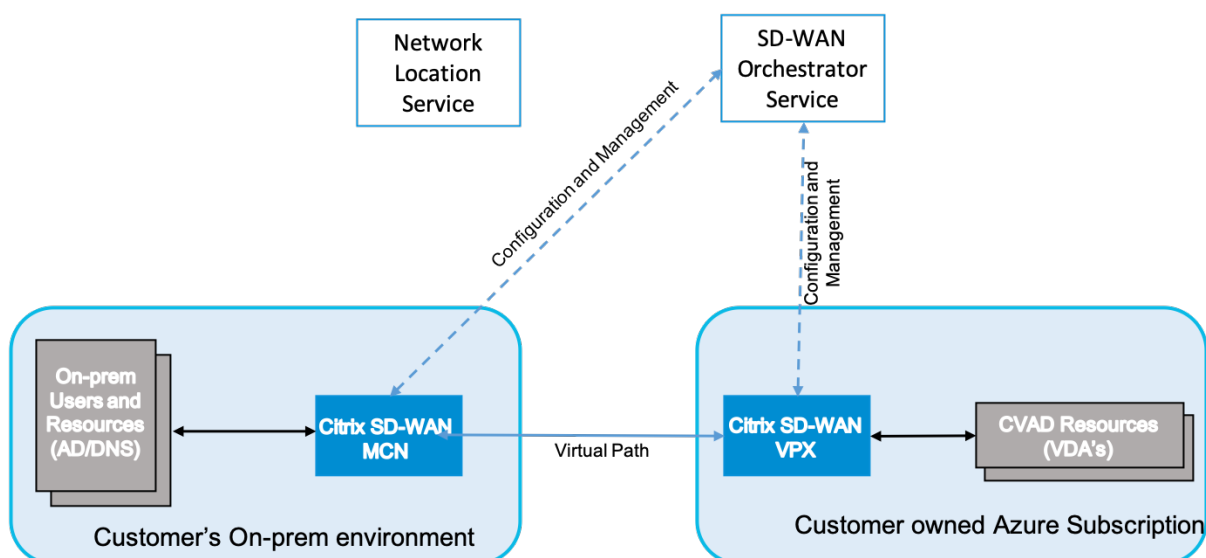 Network
Location
Service
SD-WAN
Orchestrator
Service
Configuration and Management
Configuration and
Management
On-prem
Users and
Resources
(AD/DNS)
Citrix SD-WAN
MCN
Virtual Path
Citrix SD-WAN
VPX
CVAD Resources
(VDA's)
Customer's On-prem environment
Customer owned Azure Subscription